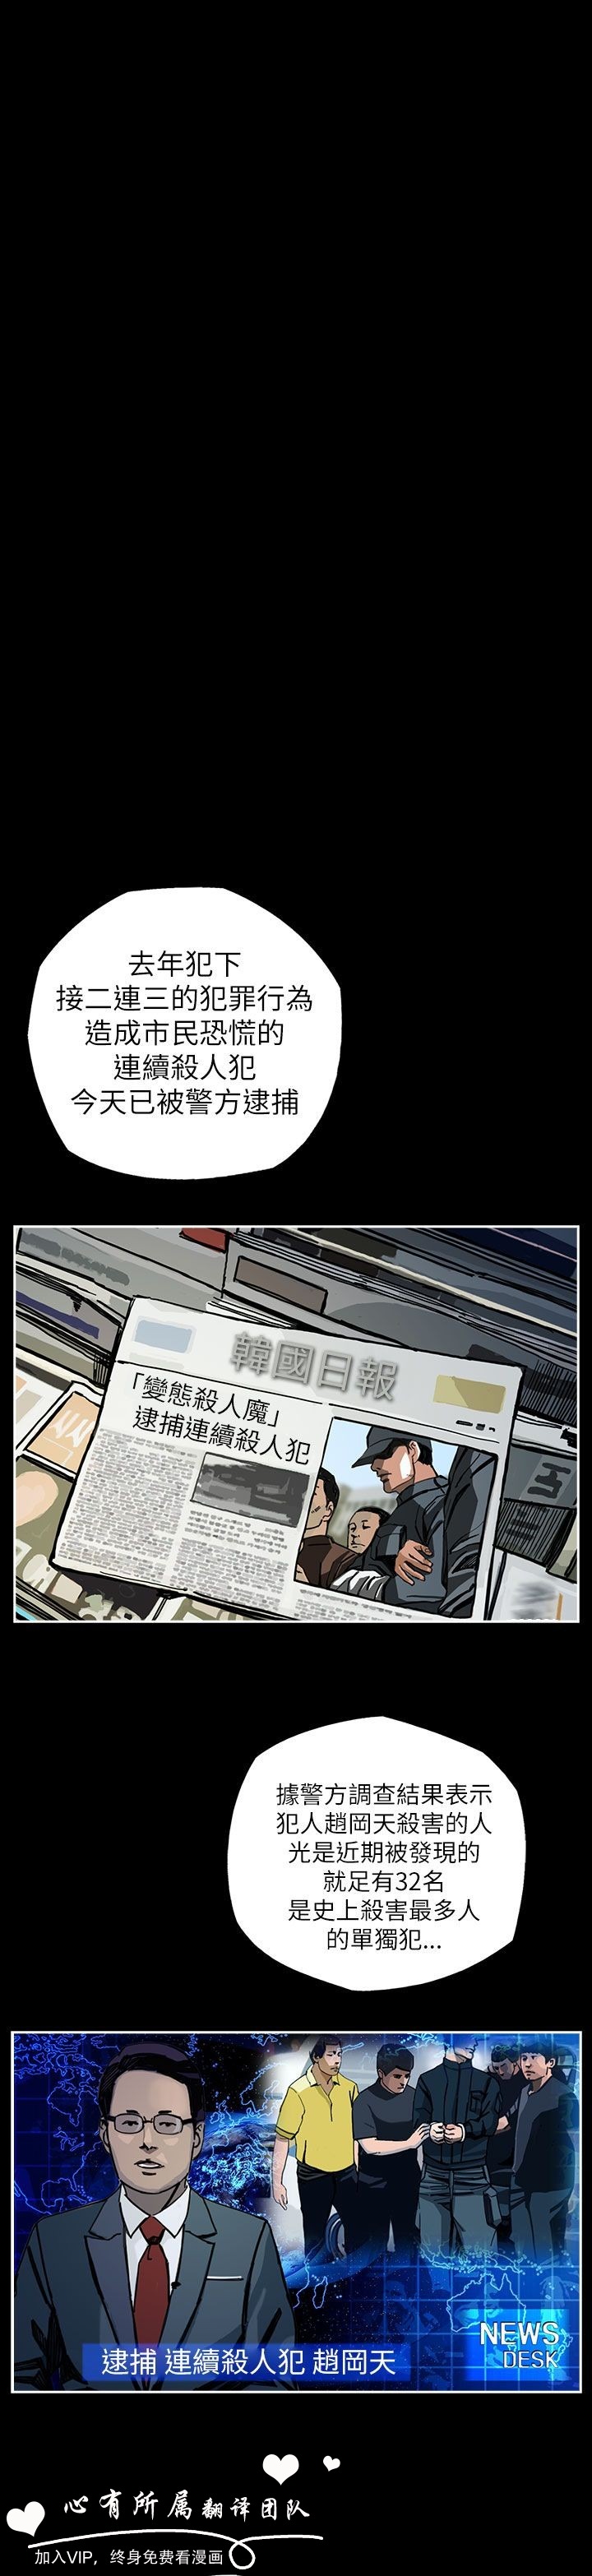 去年犯下
接二連三的犯罪行為
造成市民恐慌的
連續殺人犯
今天已被警方逮捕
韓國日報
「變態殺人魔」
逮捕連續殺人犯
據警方調查結果表示
犯人趙岡天殺害的人
光是近期被發現的
就足有32名
是史上殺害最多人
的單獨犯...
NEWS
DESK
逮捕 連續殺人犯 趙岡天
心有所属翻译团队
加入VIP，终身免费看漫画